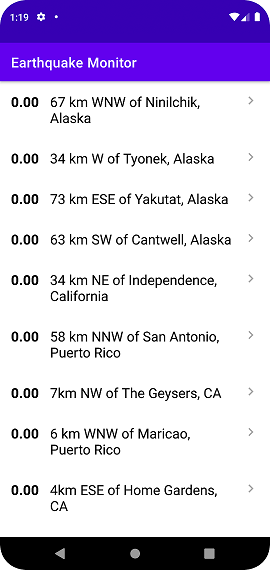 1:19
Earthquake Monitor
0.00 67 km WNW of Ninilchik,
Alaska
0.00 34 km W of Tyonek, Alaska
0.00 73 km ESE of Yakutat, Alaska
0.00 63 km SW of Cantwell, Alaska
0.00 34 km NE of Independence,
California
0.00 58 km NNW of San Antonio,
Puerto Rico
0.00 7km NW of The Geysers, CA
0.00 6 km WNW of Maricao,
Puerto Rico
0.00 4km ESE of Home Gardens,
CA